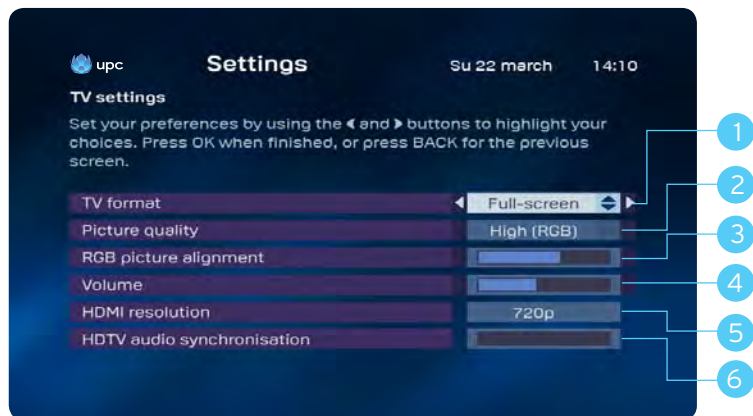 upc Settings Su 22 march 14:10
TV settings
Set your preferences by using the ◀ and ▶ buttons to highlight your
choices. Press OK when finished, or press BACK for the previous
screen.
TV format Full-screen 1
Picture quality High (RGB) 2
RGB picture alignment 3
Volume 4
HDMI resolution 720p 5
HDTV audio synchronisation 6